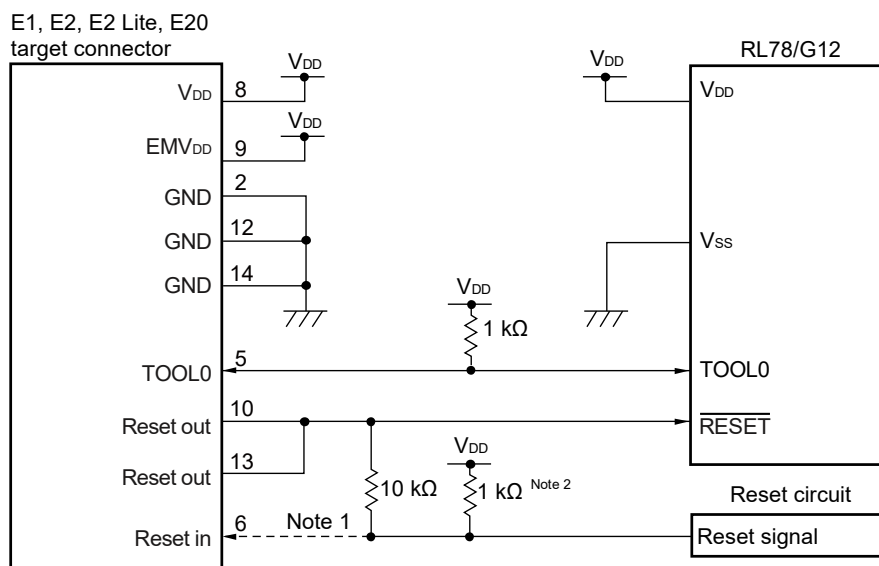 E1, E2, E2 Lite, E20
target connector
RL78/G12
VDD
8
VDD
VDD
VDD
EMVDD
9
VDD
GND
2
GND
12
VSS
GND
14
VDD
1 kΩ
TOOL0
5
TOOL0
Reset out
10
RESET
Reset out
13
VDD
10 kΩ
1 kΩ Note 2
Reset circuit
Reset in
6
Note 1
Reset signal